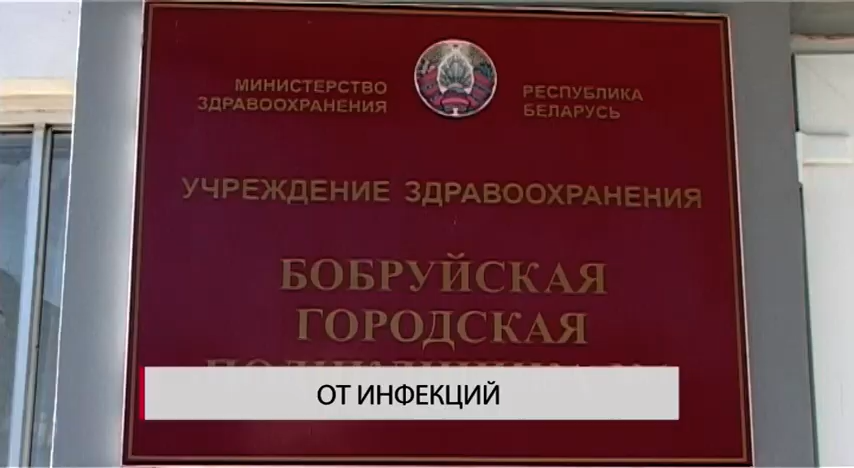 МИНИСТЕРСТВО
ЗДРАВООХРАНЕНИЯ
РЕСПУБЛИКА
БЕЛАРУСЬ
УЧРЕЖДЕНИЕ ЗДРАВООХРАНЕНИЯ
БОБРУЙСКАЯ
ГОРОДСКАЯ
ОТ ИНФЕКЦИЙ